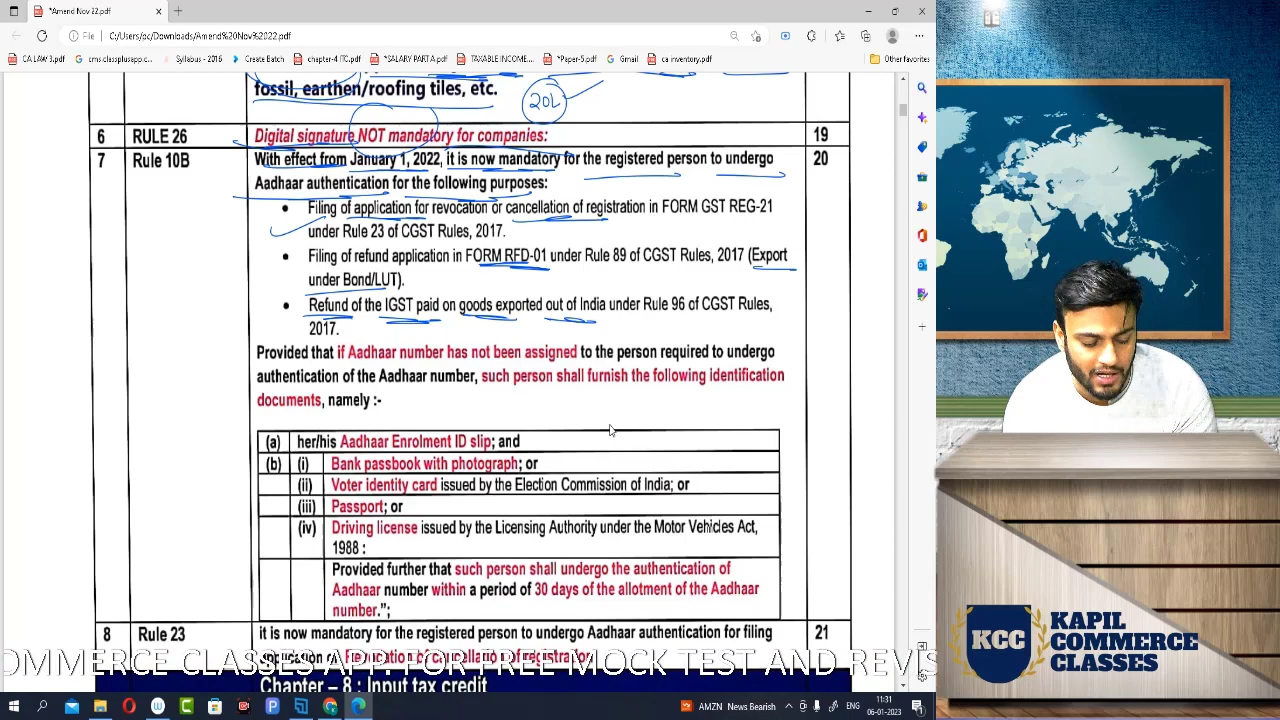 *Amend Nov 22.pdf
File
C:/Users/pc/Downloads/Amend%20Nov%2022.pdf
CA LAW 3.pdf
cms.classplusapp.c...
Syllabus - 2016
Create Batch
chapter-4 ITC.pdf
*SALARY PART A.pdf
TAXABLE INCOME....
*Paper-5.pdf
Gmail
ca inventory.pdf
Other favorites
fossil, earthen/roofing tiles, etc.
20L
6 RULE 26 Digital signature NOT mandatory for companies: 19
7 Rule 10B With effect from January 1, 2022, it is now mandatory for the registered person to undergo 20
Aadhaar authentication for the following purposes:
• Filing of application for revocation or cancellation of registration in FORM GST REG-21
under Rule 23 of CGST Rules, 2017.
• Filing of refund application in FORM RFD-01 under Rule 89 of CGST Rules, 2017 (Export
under Bond/LUT).
• Refund of the IGST paid on goods exported out of India under Rule 96 of CGST Rules,
2017.
Provided that if Aadhaar number has not been assigned to the person required to undergo
authentication of the Aadhaar number, such person shall furnish the following identification
documents, namely :-
(a) her/his Aadhaar Enrolment ID slip; and
(b) (i) Bank passbook with photograph; or
(ii) Voter identity card issued by the Election Commission of India; or
(iii) Passport; or
(iv) Driving license issued by the Licensing Authority under the Motor Vehicles Act,
1988 :
Provided further that such person shall undergo the authentication of
Aadhaar number within a period of 30 days of the allotment of the Aadhaar
number.”;
8 Rule 23 it is now mandatory for the registered person to undergo Aadhaar authentication for filing 21
OMMERCE CLASSES APP. FOR FREE MOCK TEST AND REVIS
Chapter – 8 : Input tax credit
KCC
KAPIL
COMMERCE
CLASSES
AMZN News Bearish
ENG
11:31
06-01-2023